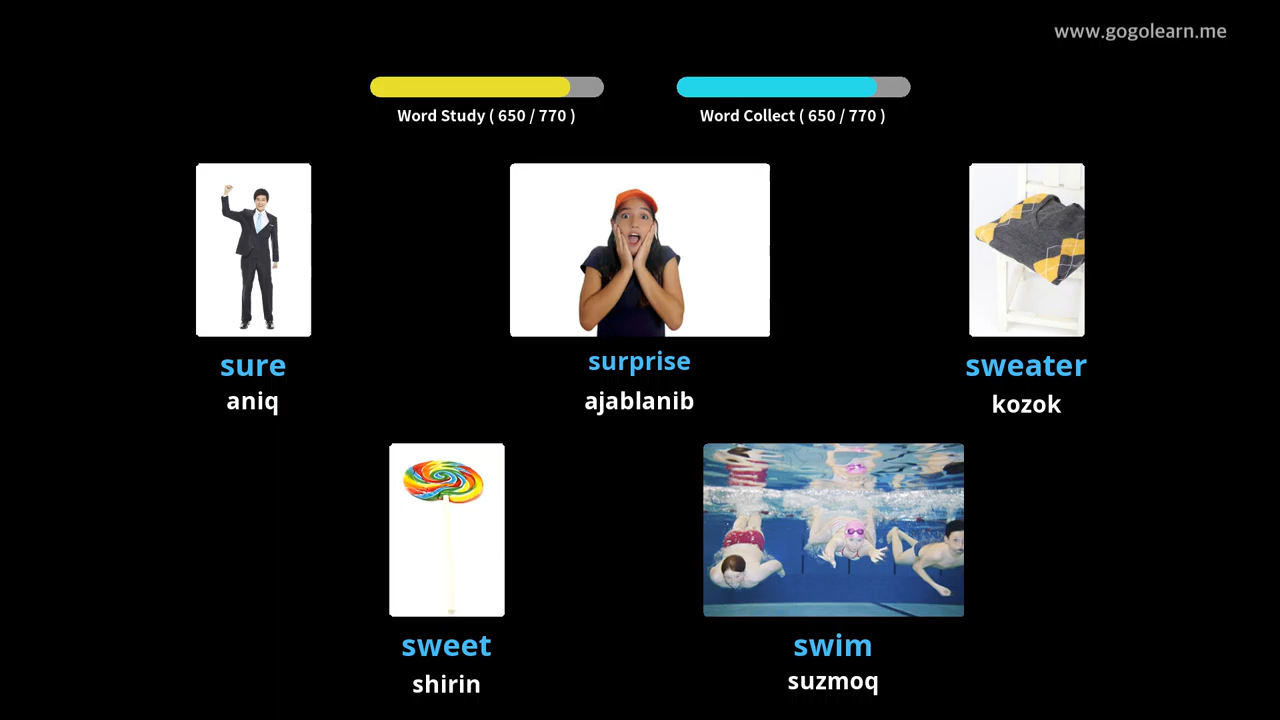 www.gogolearn.me
Word Study ( 650 / 770 )
Word Collect ( 650 / 770 )
sure
surprise
sweater
aniq
ajablanib
kozok
sweet
swim
shirin
suzmoq